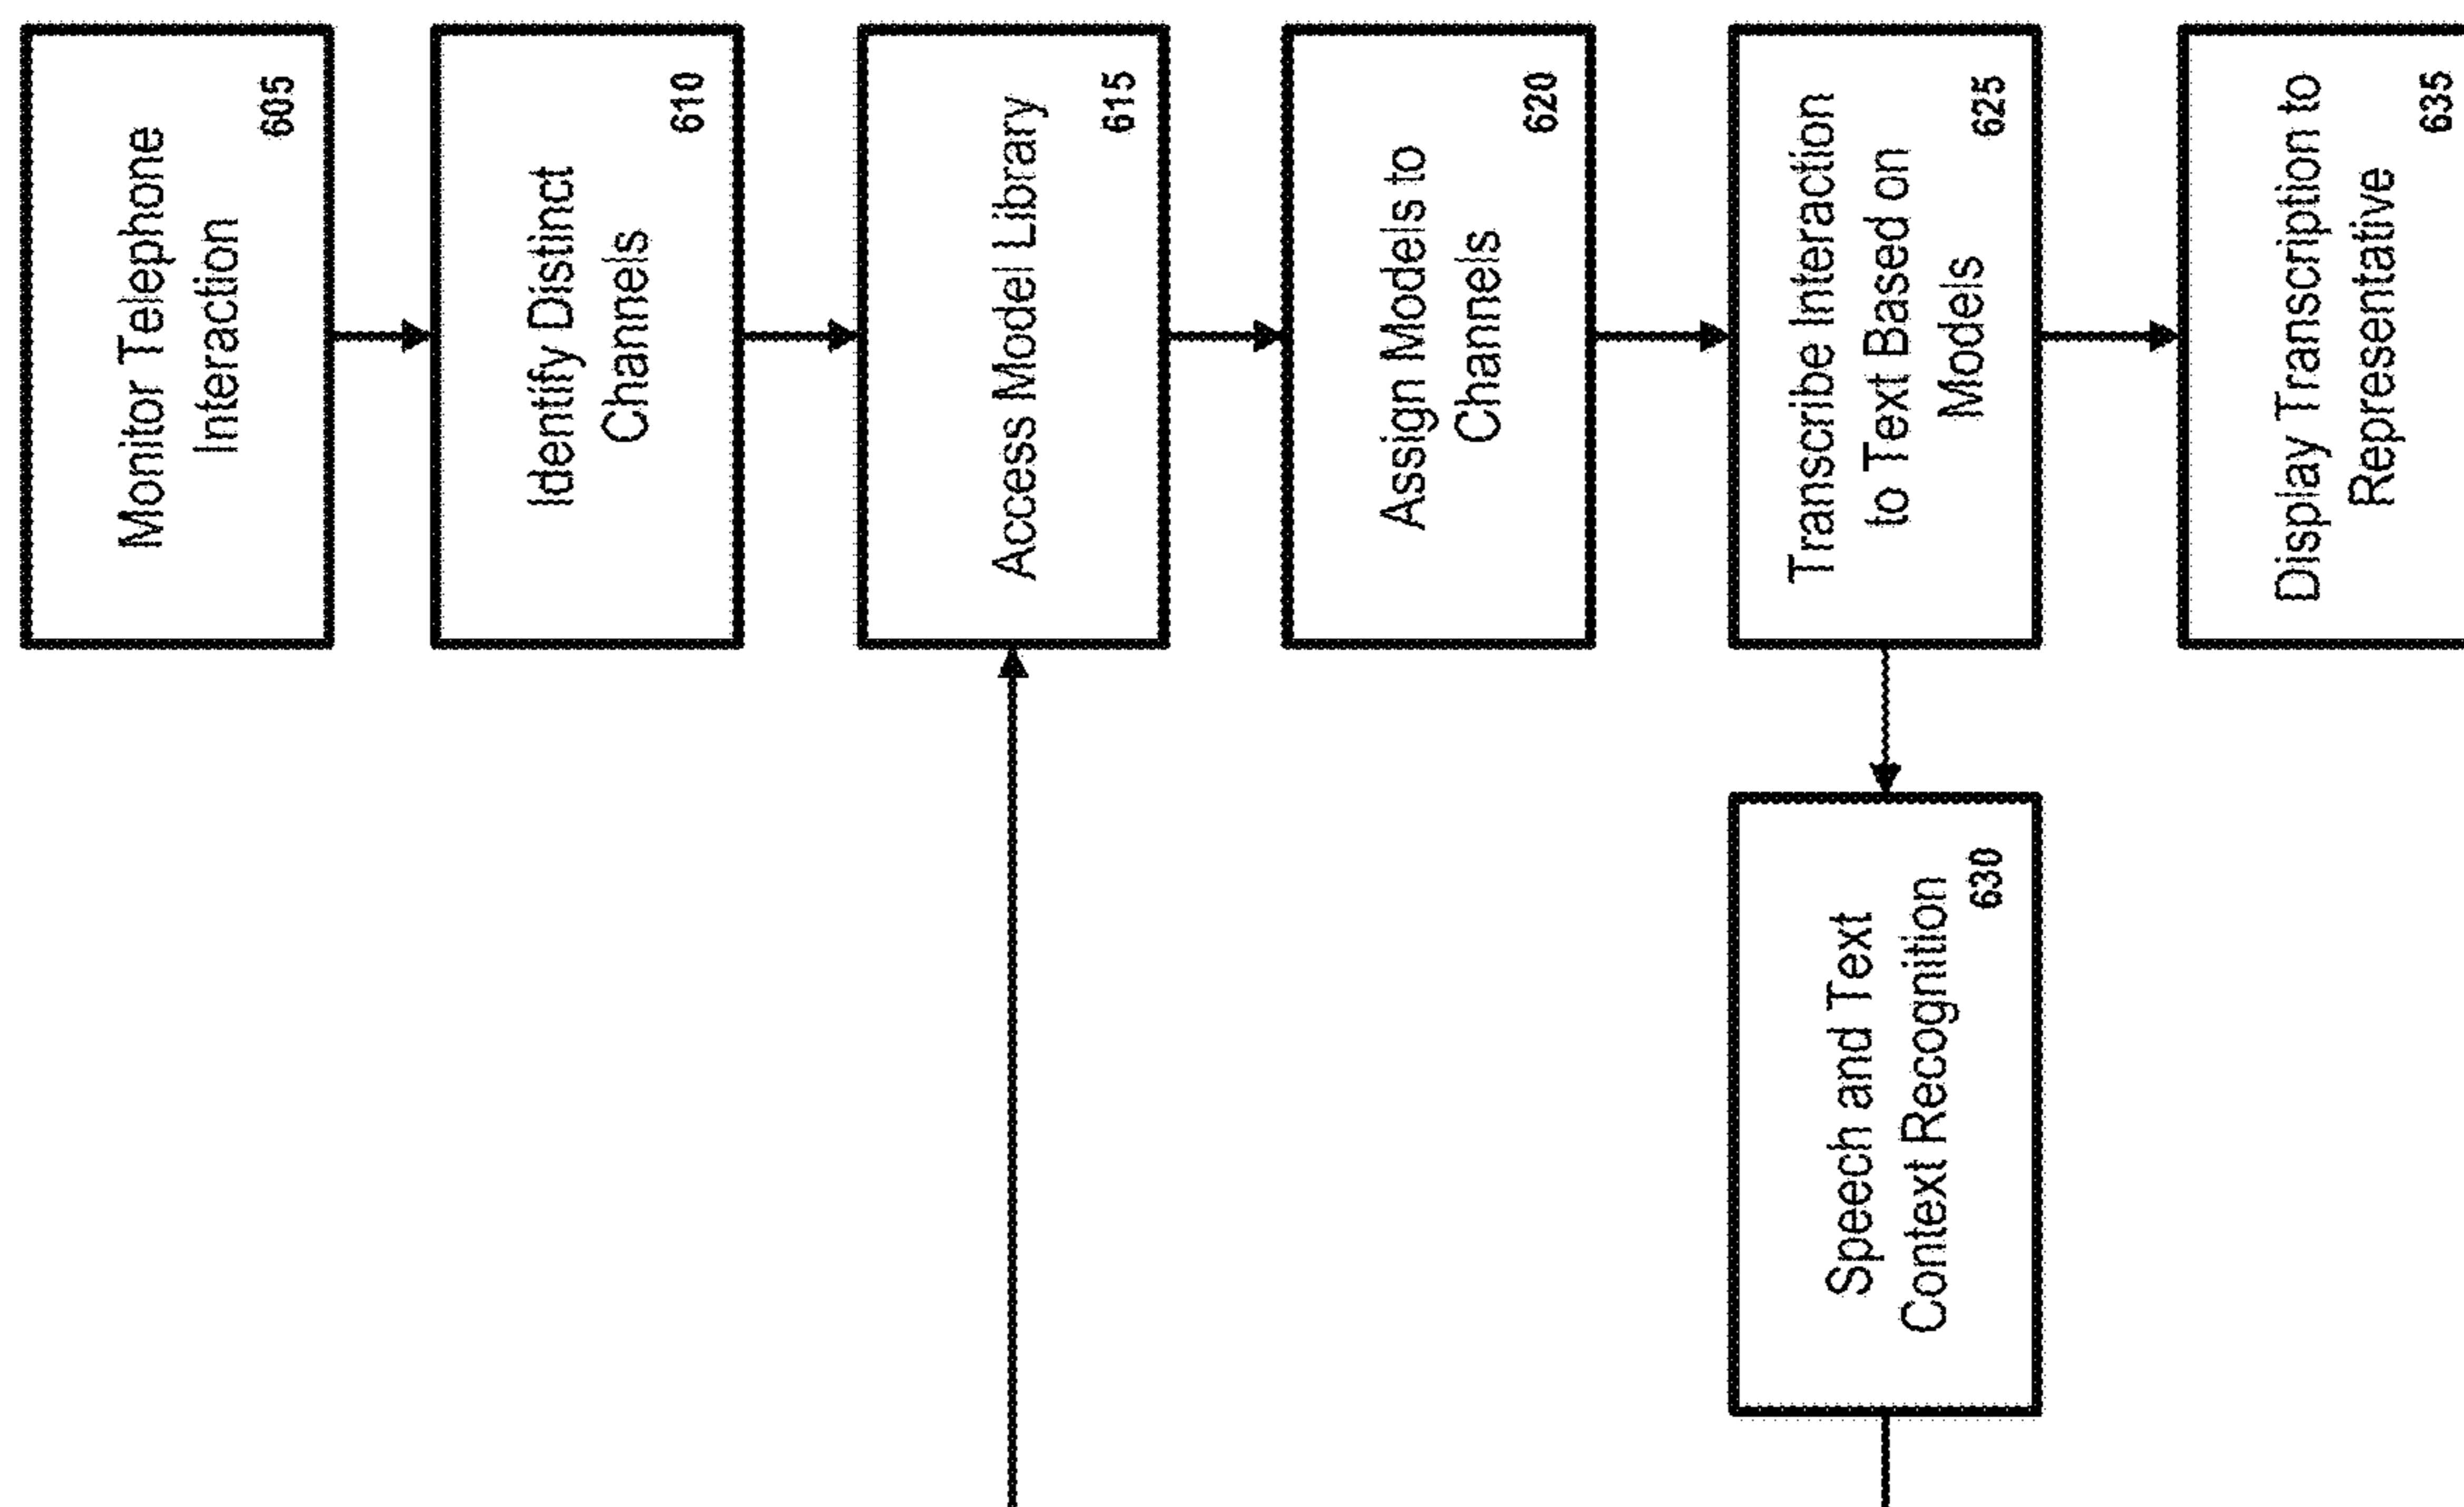 Monitor Telephone
Interaction
605
Identify Distinct
Channels
610
Access Model Library
615
Assign Models to
Channels
620
Transcribe Interaction
to Text Based on
Models
625
Speech and Text
Context Recognition
630
Display Transcription to
Representative
635